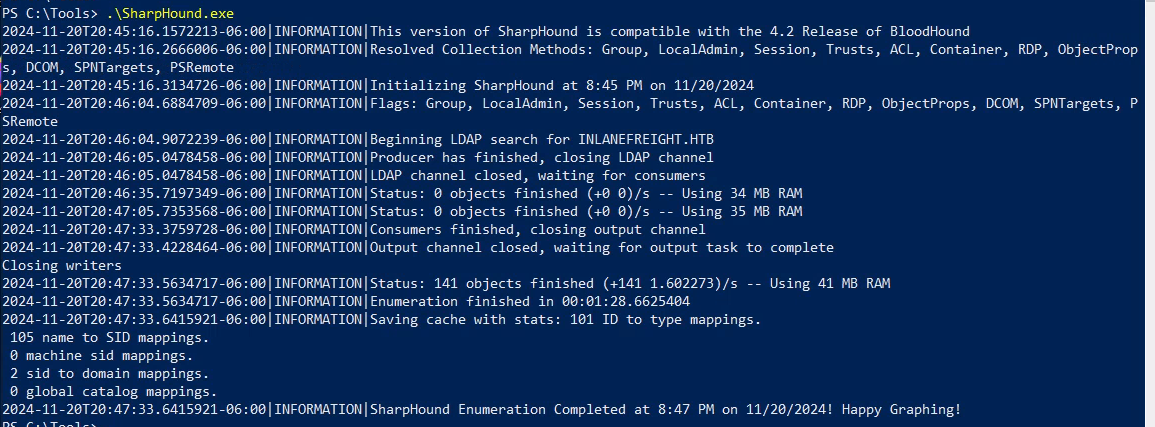 PS C:\Tools> .\SharpHound.exe
2024-11-20T20:45:16.1572213-06:00|INFORMATION|This version of SharpHound is compatible with the 4.2 Release of BloodHound
2024-11-20T20:45:16.2666006-06:00|INFORMATION|Resolved Collection Methods: Group, LocalAdmin, Session, Trusts, ACL, Container, RDP, ObjectProp
s, DCOM, SPNTargets, PSRemote
2024-11-20T20:45:16.3134726-06:00|INFORMATION|Initializing SharpHound at 8:45 PM on 11/20/2024
2024-11-20T20:46:04.6884709-06:00|INFORMATION|Flags: Group, LocalAdmin, Session, Trusts, ACL, Container, RDP, ObjectProps, DCOM, SPNTargets, P
SRemote
2024-11-20T20:46:04.9072239-06:00|INFORMATION|Beginning LDAP search for INLANEFREIGHT.HTB
2024-11-20T20:46:05.0478458-06:00|INFORMATION|Producer has finished, closing LDAP channel
2024-11-20T20:46:05.0478458-06:00|INFORMATION|LDAP channel closed, waiting for consumers
2024-11-20T20:46:35.7197349-06:00|INFORMATION|Status: 0 objects finished (+0 0)/s -- Using 34 MB RAM
2024-11-20T20:47:05.7353568-06:00|INFORMATION|Status: 0 objects finished (+0 0)/s -- Using 35 MB RAM
2024-11-20T20:47:33.3759728-06:00|INFORMATION|Consumers finished, closing output channel
2024-11-20T20:47:33.4228464-06:00|INFORMATION|Output channel closed, waiting for output task to complete
Closing writers
2024-11-20T20:47:33.5634717-06:00|INFORMATION|Status: 141 objects finished (+141 1.602273)/s -- Using 41 MB RAM
2024-11-20T20:47:33.5634717-06:00|INFORMATION|Enumeration finished in 00:01:28.6625404
2024-11-20T20:47:33.6415921-06:00|INFORMATION|Saving cache with stats: 101 ID to type mappings.
105 name to SID mappings.
0 machine sid mappings.
2 sid to domain mappings.
0 global catalog mappings.
2024-11-20T20:47:33.6415921-06:00|INFORMATION|SharpHound Enumeration Completed at 8:47 PM on 11/20/2024! Happy Graphing!
PS C:\Tools>